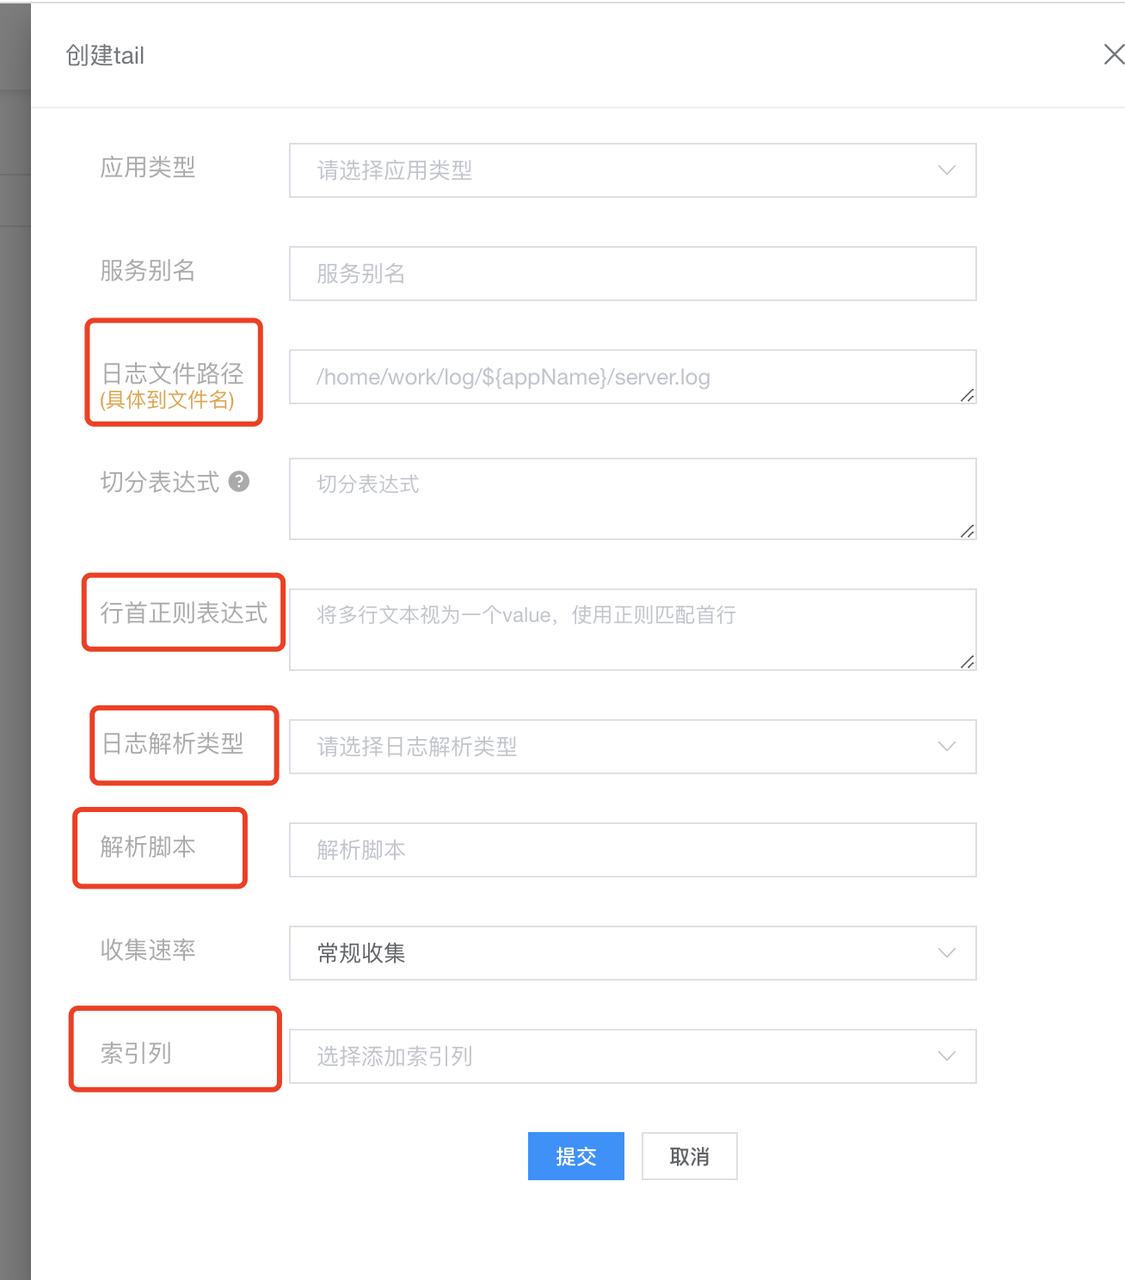 创建tail
应用类型
请选择应用类型
服务别名
服务别名
日志文件路径
(具体到文件名)
/home/work/log/${appName}/server.log
切分表达式 ?
切分表达式
行首正则表达式
将多行文本视为一个value，使用正则匹配首行
日志解析类型
请选择日志解析类型
解析脚本
解析脚本
收集速率
常规收集
索引列
选择添加索引列
提交
取消